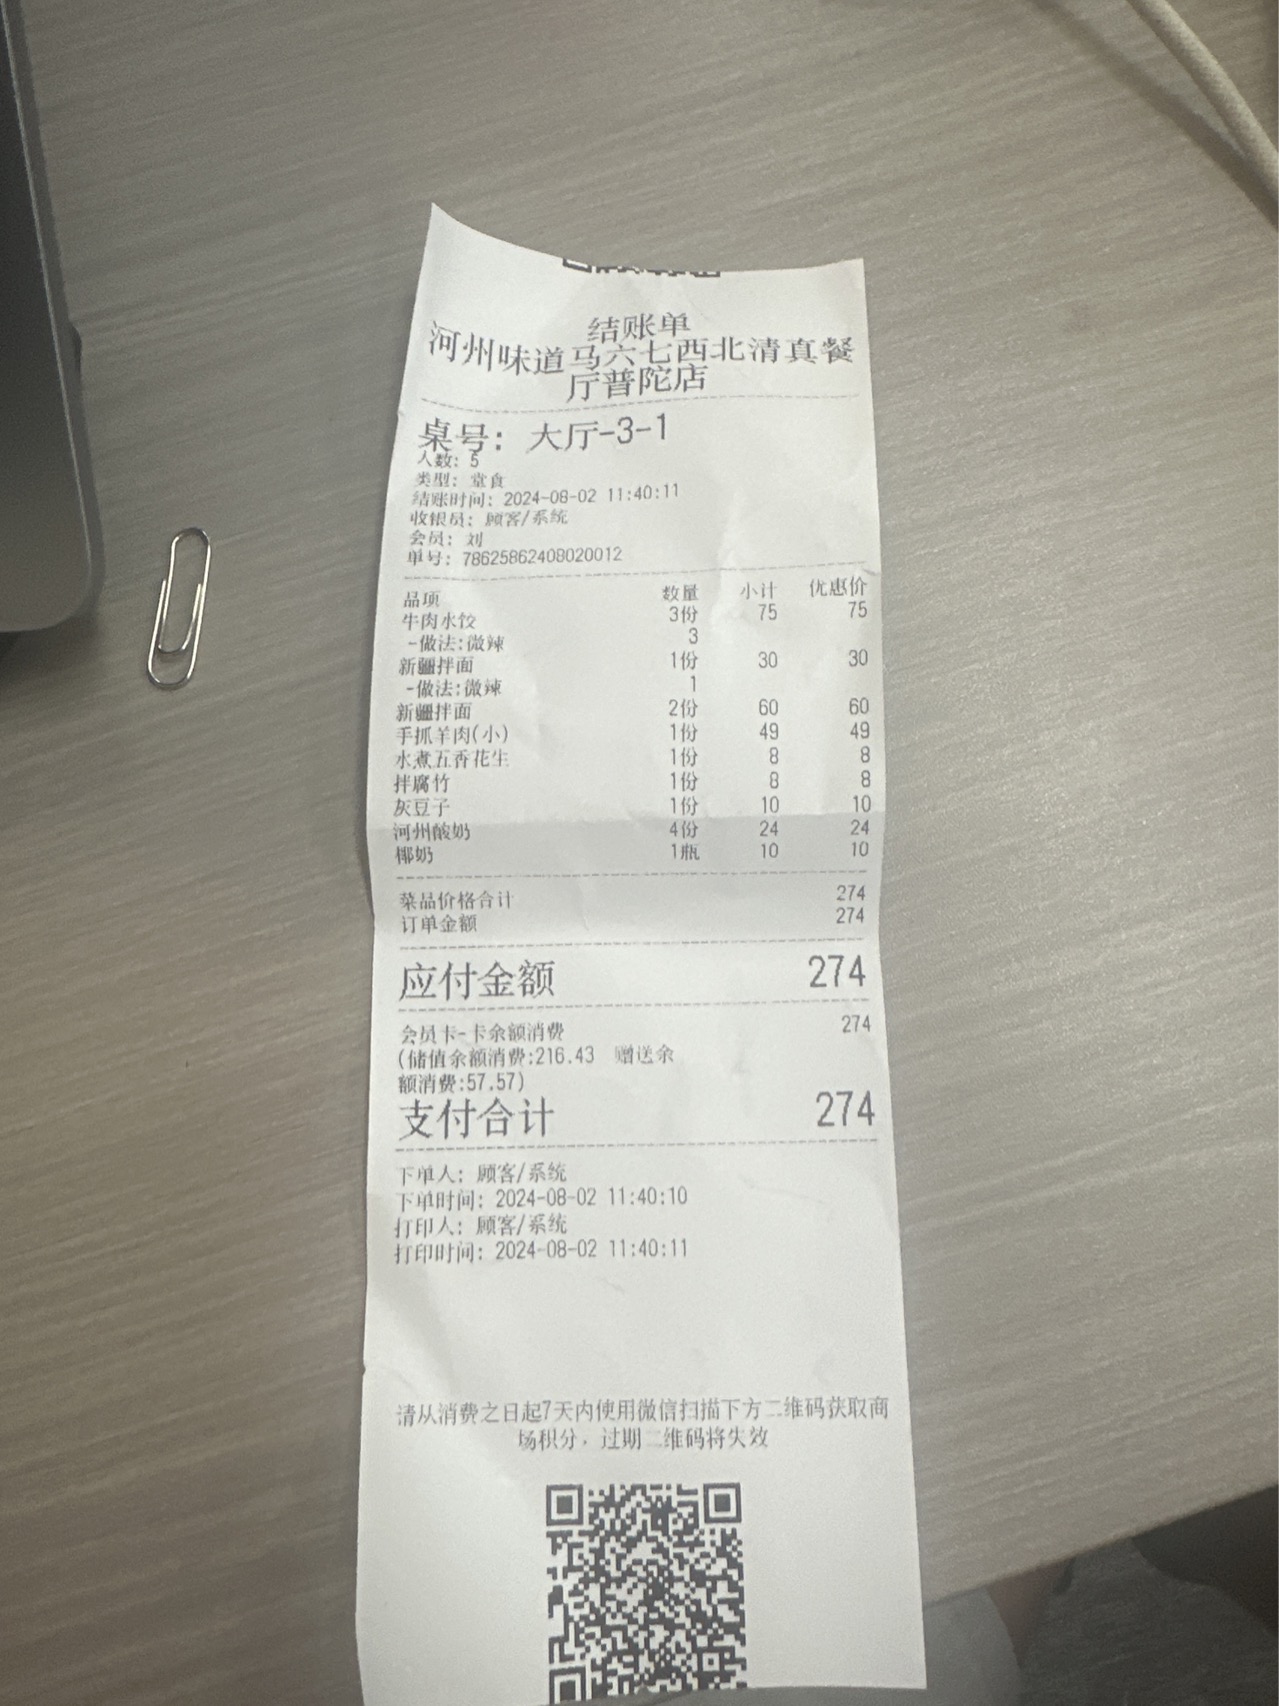 结账单
河州味道马六七西北清真餐
厅普陀店
桌号: 大厅-3-1
人数: 5
类型: 堂食
结账时间: 2024-08-02 11:40:11
收银员: 顾客/系统
会员: 刘
单号: 78625862408020012
品项 数量 小计 优惠价
牛肉水饺 3份 75 75
-做法:微辣 3
新疆拌面 1份 30 30
-做法:微辣 1
新疆拌面 2份 60 60
手抓羊肉(小) 1份 49 49
水煮五香花生 1份 8 8
拌腐竹 1份 8 8
灰豆子 1份 10 10
河州酸奶 4份 24 24
椰奶 1瓶 10 10
菜品价格合计 274
订单金额 274
应付金额 274
会员卡-卡余额消费 274
(储值余额消费:216.43 赠送余
额消费:57.57)
支付合计 274
下单人: 顾客/系统
下单时间: 2024-08-02 11:40:10
打印人: 顾客/系统
打印时间: 2024-08-02 11:40:11
请从消费之日起7天内使用微信扫描下方二维码获取商
场积分，过期二维码将失效